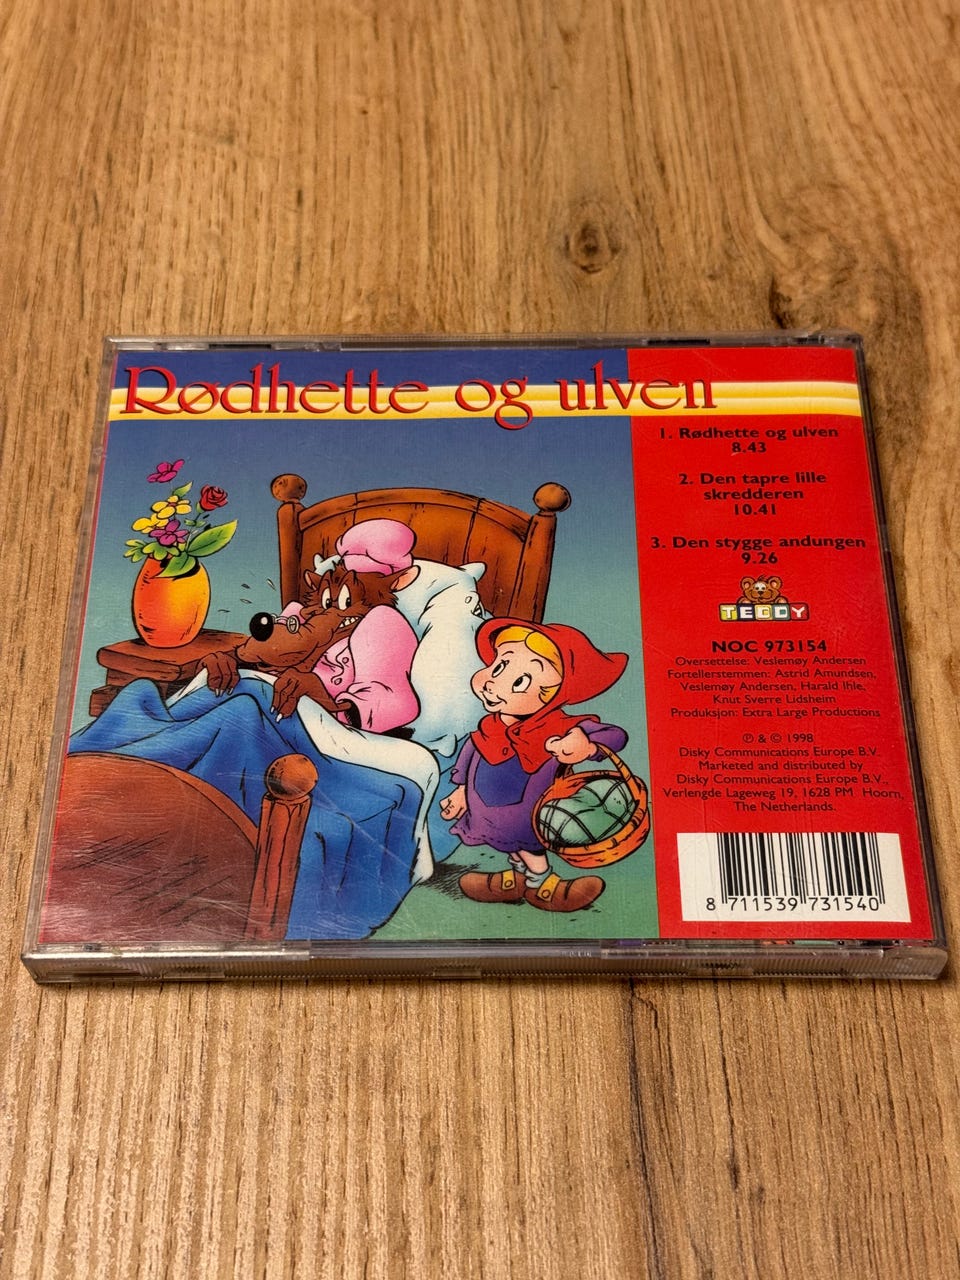 Rødhette og ulven
1. Rødhette og ulven
8.43
2. Den tapre lille
skredderen
10.41
3. Den stygge andungen
9.26
TEDDY
NOC 973154
Oversettelse: Veslemøy Andersen
Fortellerstemmen: Astrid Amundsen,
Veslemøy Andersen, Harald Ihle,
Knut Sverre Lidsheim
Produksjon: Extra Large Productions
℗ & © 1998
Disky Communications Europe B.V.
Marketed and distributed by
Disky Communications Europe B.V.,
Verlengde Lageweg 19, 1628 PM Hoorn,
The Netherlands.
8 711539 731540